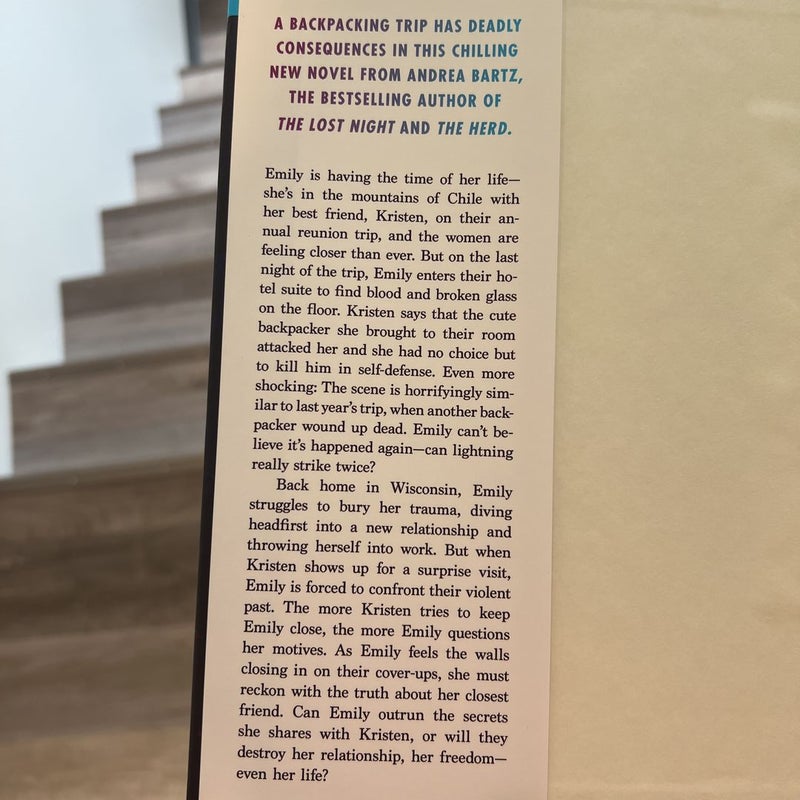 A BACKPACKING TRIP HAS DEADLY
CONSEQUENCES IN THIS CHILLING
NEW NOVEL FROM ANDREA BARTZ,
THE BESTSELLING AUTHOR OF
THE LOST NIGHT AND THE HERD.
Emily is having the time of her life—
she's in the mountains of Chile with
her best friend, Kristen, on their an-
nual reunion trip, and the women are
feeling closer than ever. But on the last
night of the trip, Emily enters their ho-
tel suite to find blood and broken glass
on the floor. Kristen says that the cute
backpacker she brought to their room
attacked her and she had no choice but
to kill him in self-defense. Even more
shocking: The scene is horrifyingly sim-
ilar to last year's trip, when another back-
packer wound up dead. Emily can't be-
lieve it's happened again—can lightning
really strike twice?
Back home in Wisconsin, Emily
struggles to bury her trauma, diving
headfirst into a new relationship and
throwing herself into work. But when
Kristen shows up for a surprise visit,
Emily is forced to confront their violent
past. The more Kristen tries to keep
Emily close, the more Emily questions
her motives. As Emily feels the walls
closing in on their cover-ups, she must
reckon with the truth about her closest
friend. Can Emily outrun the secrets
she shares with Kristen, or will they
destroy her relationship, her freedom—
even her life?